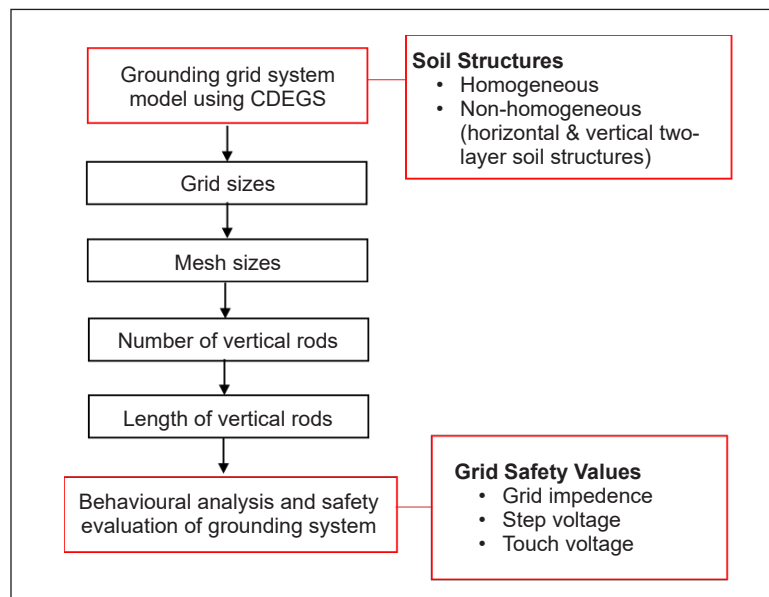 Grounding grid system
model using CDEGS
Soil Structures
• Homogeneous
• Non-homogeneous
(horizontal & vertical two-
layer soil structures)
Grid sizes
Mesh sizes
Number of vertical rods
Length of vertical rods
Behavioural analysis and safety
evaluation of grounding system
Grid Safety Values
• Grid impedence
• Step voltage
• Touch voltage